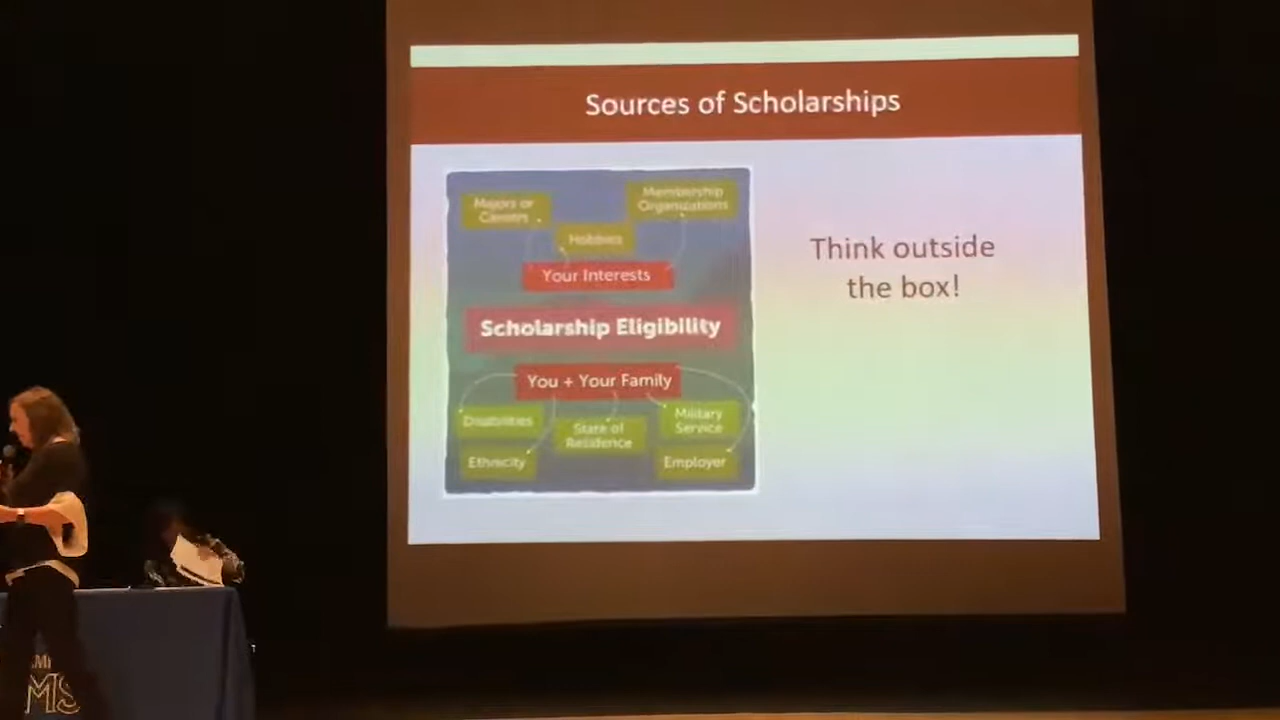 Sources of Scholarships
Majors or
Careers
Membership
Organizations
Hobbies
Your Interests
Scholarship Eligibility
You + Your Family
Disabilities
State of
Residence
Military
Service
Ethnicity
Employer
Think outside
the box!
MS